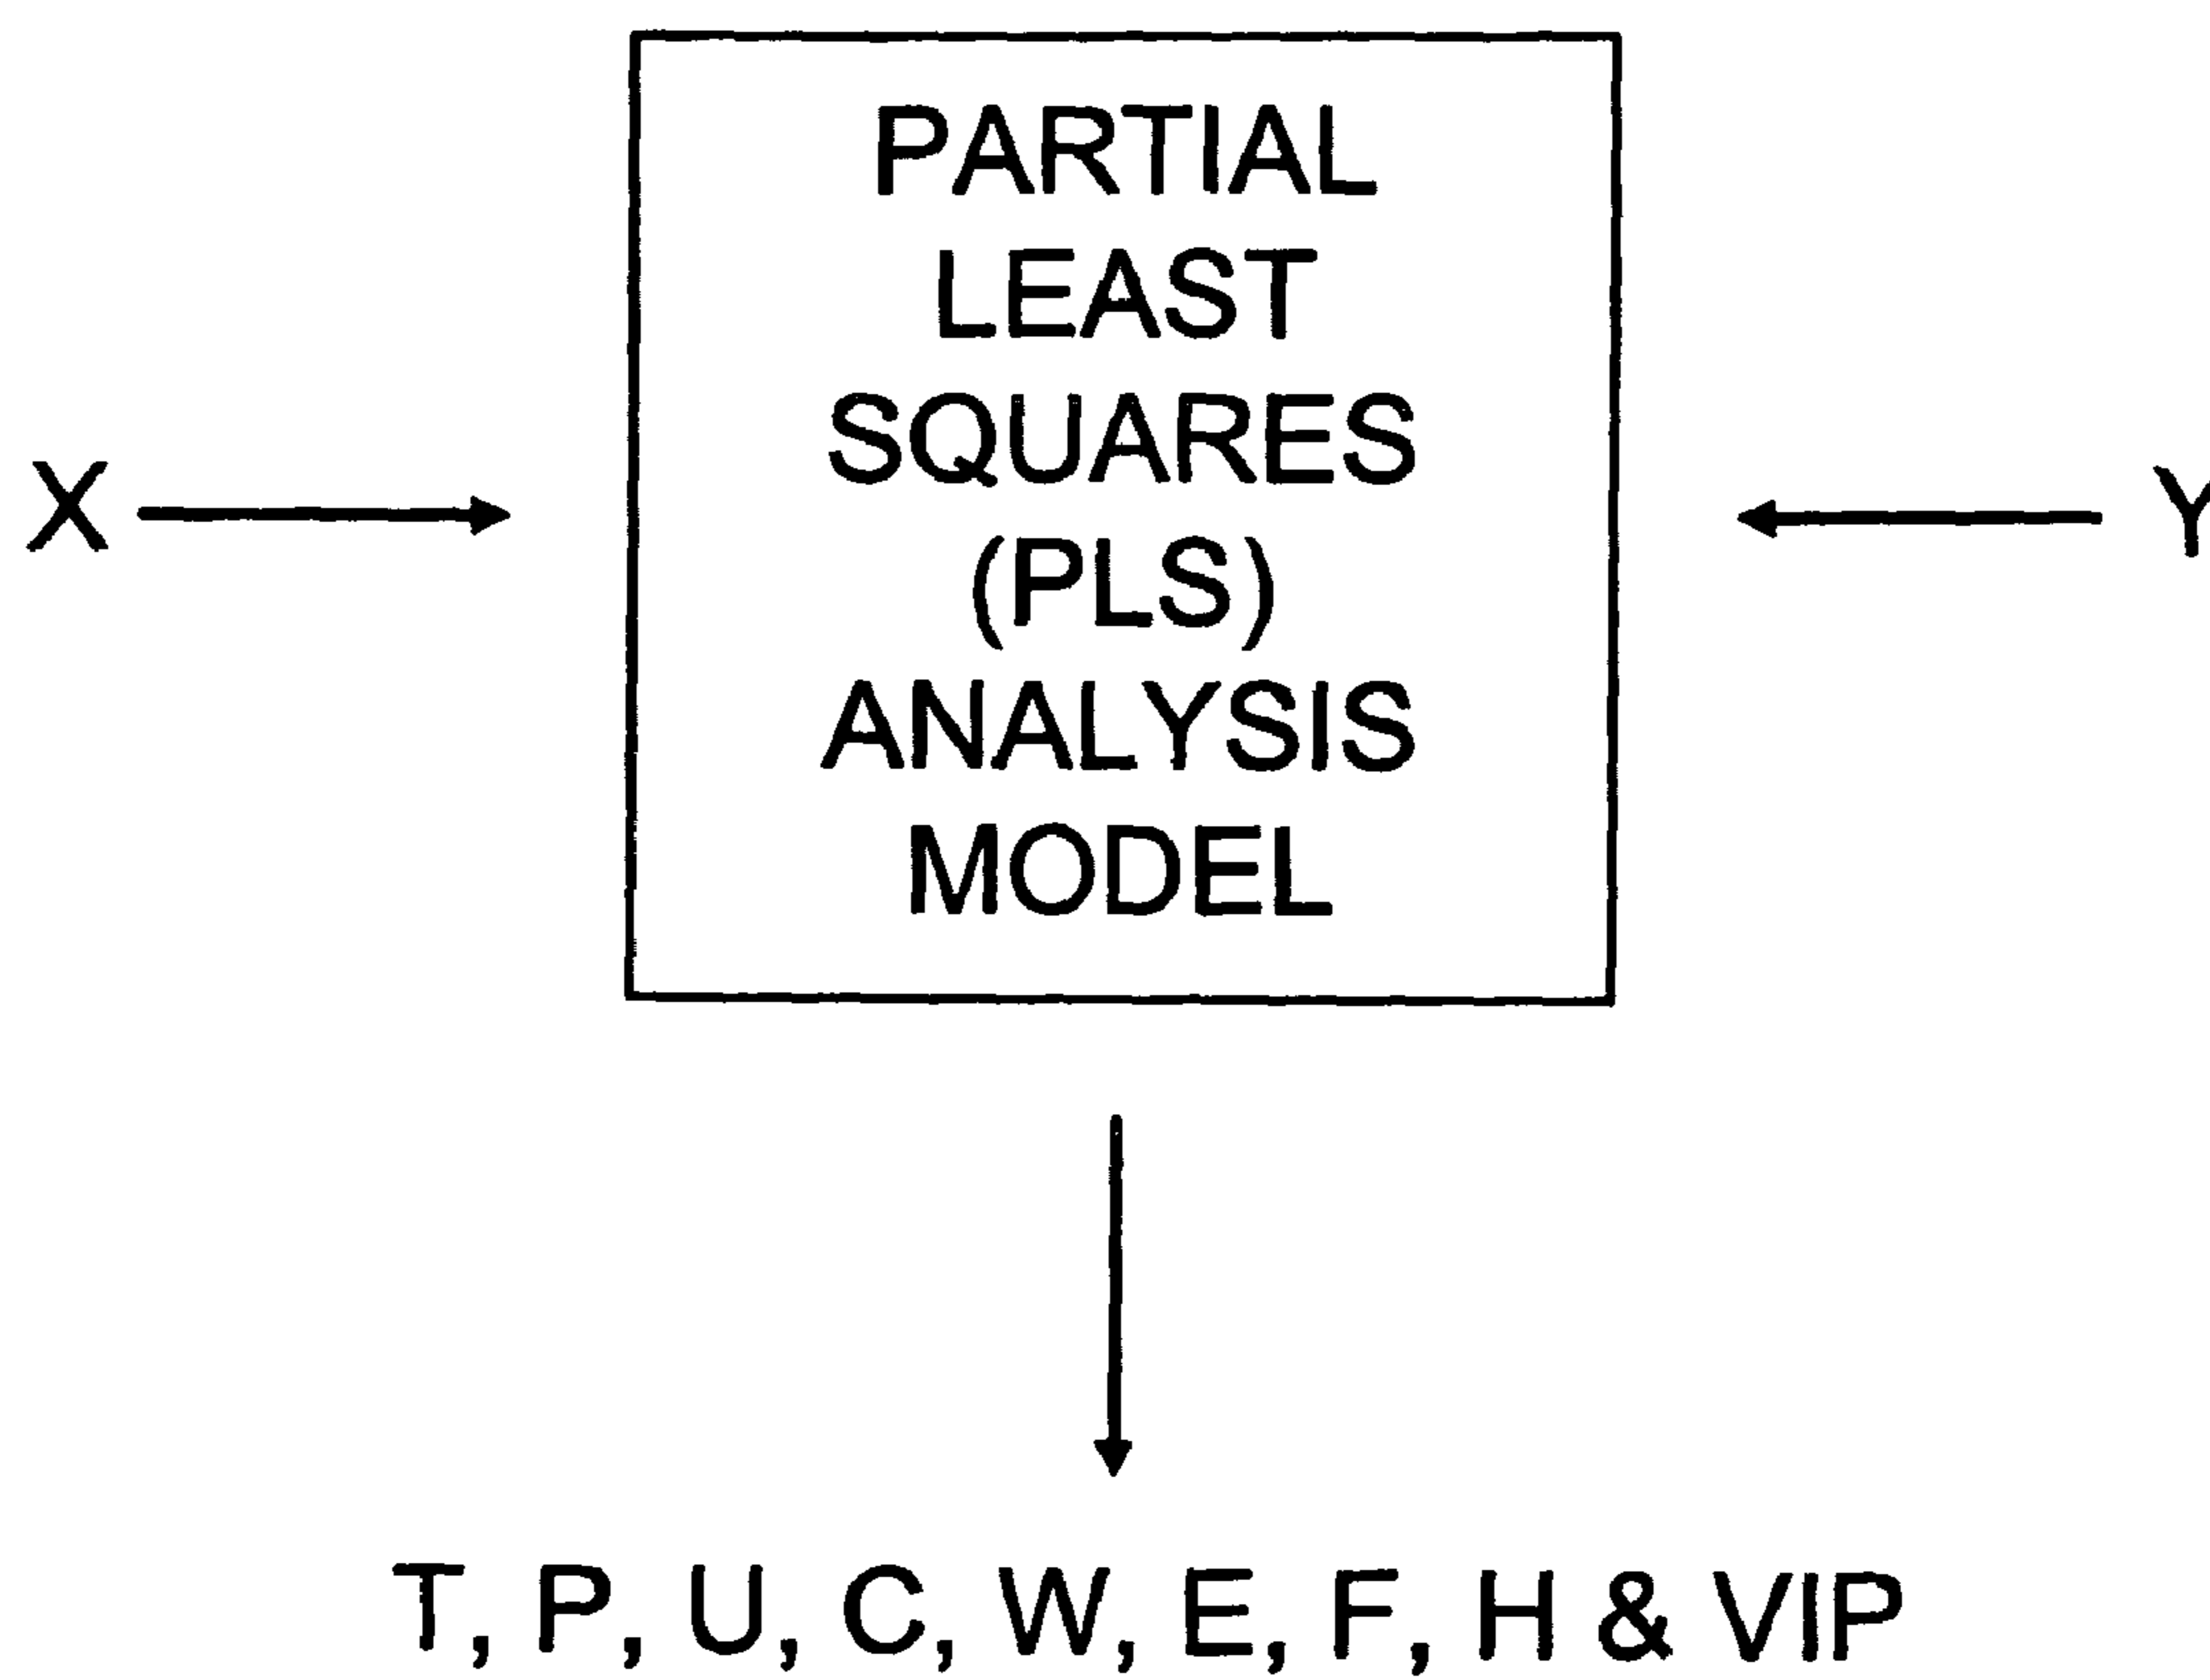 PARTIAL
LEAST
SQUARES
(PLS)
ANALYSIS
MODEL
X
Y
T, P, U, C, W, E, F, H & VIP